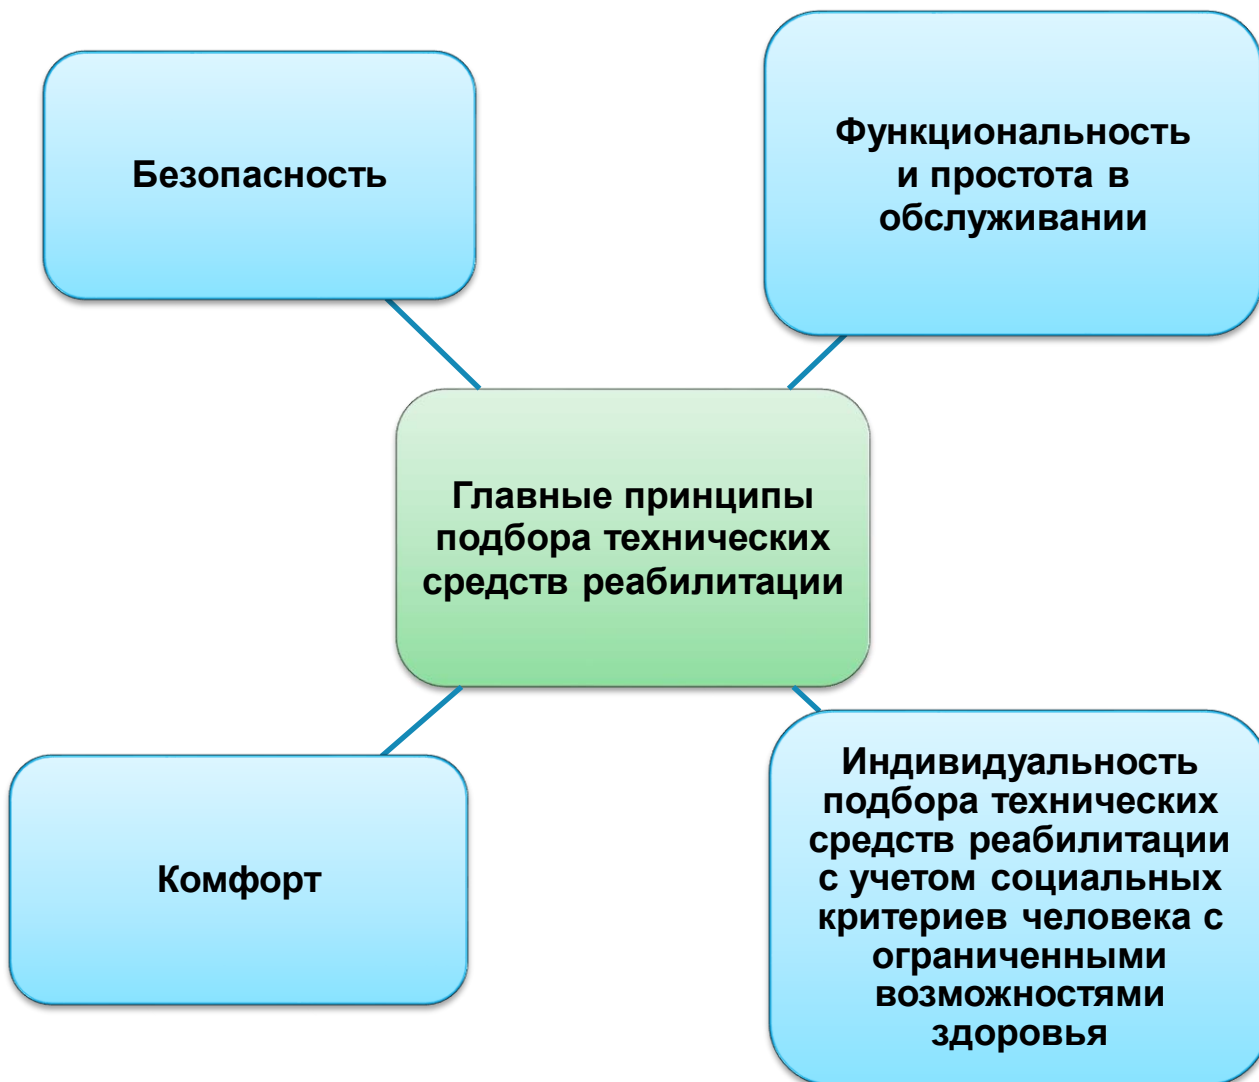 Безопасность
Функциональность
и простота в
обслуживании
Главные принципы
подбора технических
средств реабилитации
Комфорт
Индивидуальность
подбора технических
средств реабилитации
с учетом социальных
критериев человека с
ограниченными
возможностями
здоровья